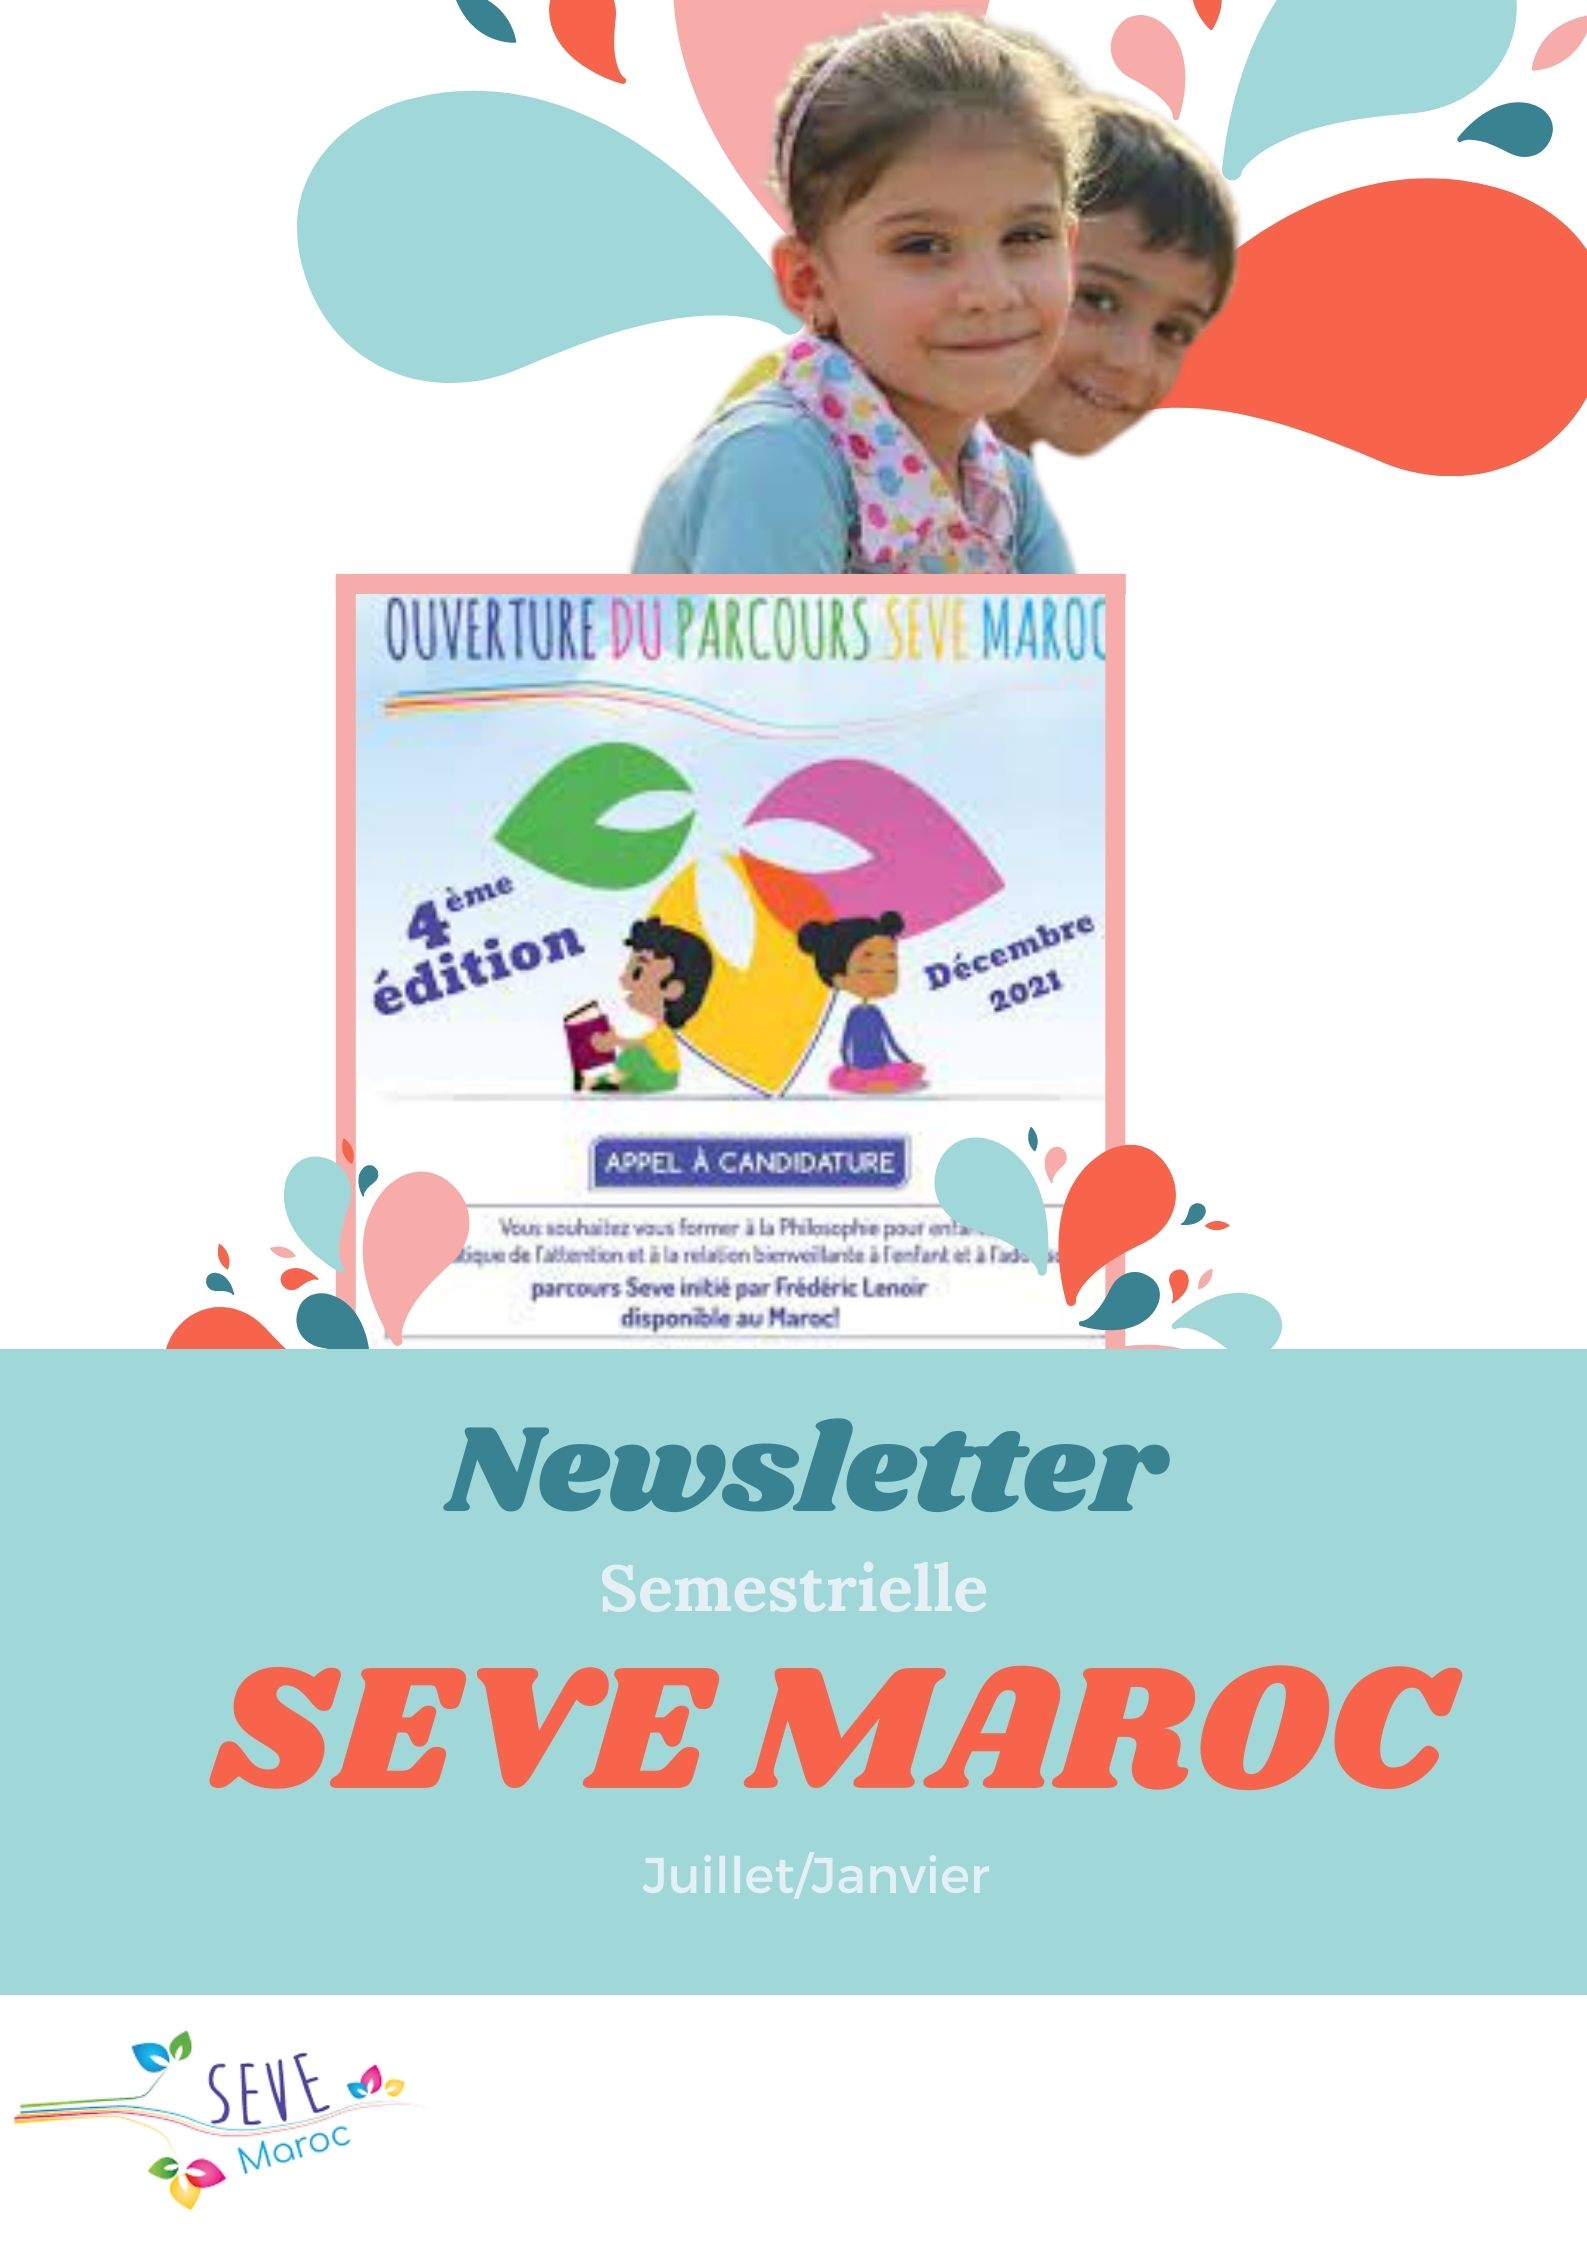 OUVERTURE DU PARCOURS SEVE MAROC
4ème
édition
Décembre
2021
APPEL À CANDIDATURE
Vous souhaitez vous former à la Philosophie pour
de l'attention et à la relation bienveillante à l'enfant et à
parcours Seve initié par Frédéric Lenoir
disponible au Maroc!
Newsletter
Semestrielle
SEVE MAROC
Juillet/Janvier
SEVE
Maroc